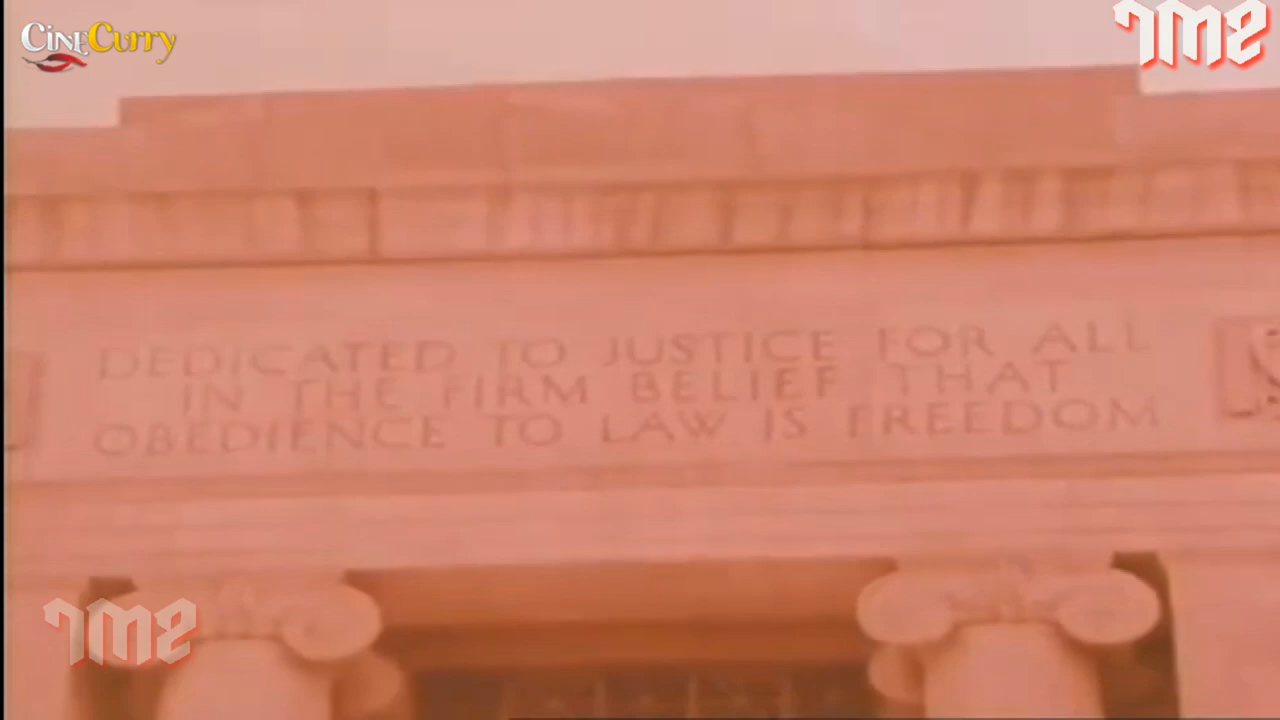 CineCurry
DEDICATED TO JUSTICE FOR ALL
IN THE FIRM BELIEF THAT
OBEDIENCE TO LAW IS FREEDOM